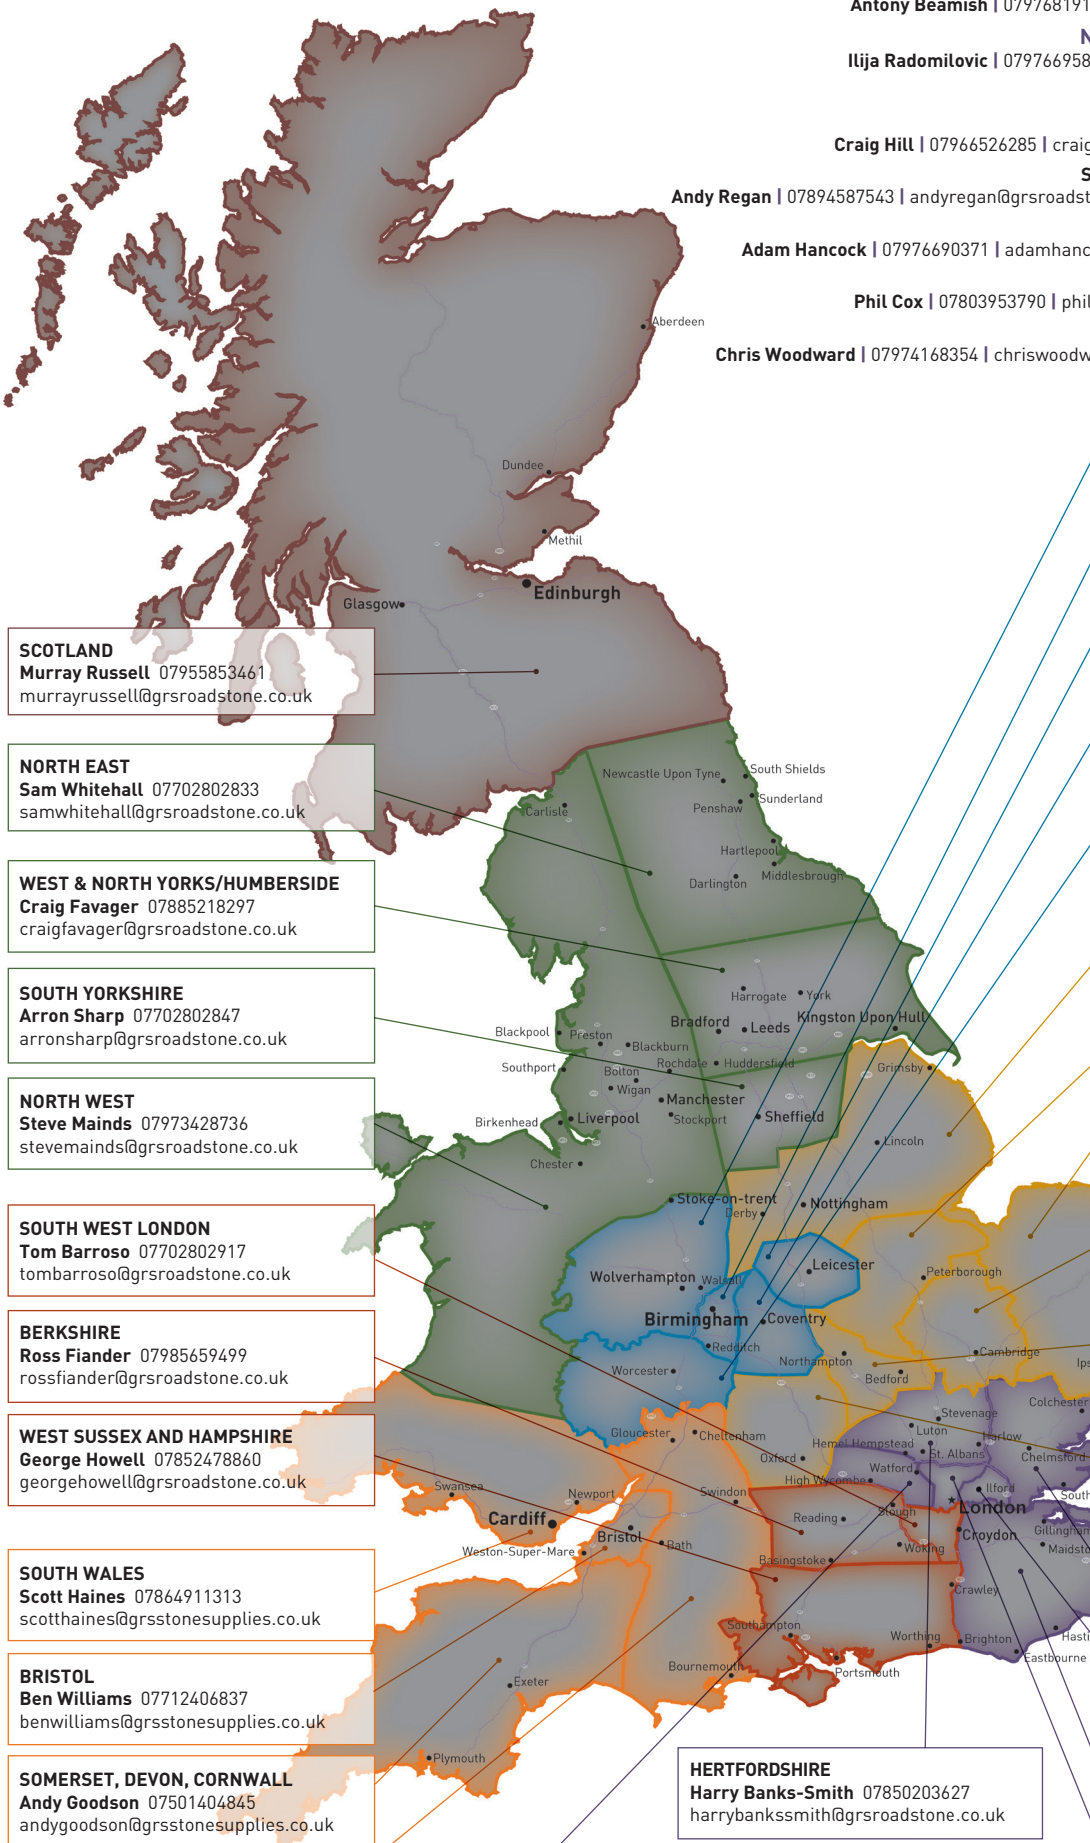 Antony Beamish | 079768191
N
Ilija Radomilovic | 079766958
Craig Hill | 07966526285 | craig
S
Andy Regan | 07894587543 | andyregan@grsroadst
Adam Hancock | 07976690371 | adamhanc
Phil Cox | 07803953790 | phil
Chris Woodward | 07974168354 | chriswoodw
Aberdeen
Dundee
Methil
Edinburgh
Glasgow
SCOTLAND
Murray Russell 07955853461
murrayrussell@grsroadstone.co.uk
NORTH EAST
Sam Whitehall 07702802833
samwhitehall@grsroadstone.co.uk
WEST & NORTH YORKS/HUMBERSIDE
Craig Favager 07885218297
craigfavager@grsroadstone.co.uk
SOUTH YORKSHIRE
Arron Sharp 07702802847
arronsharp@grsroadstone.co.uk
NORTH WEST
Steve Mainds 07973428736
stevemainds@grsroadstone.co.uk
SOUTH WEST LONDON
Tom Barroso 07702802917
tombarroso@grsroadstone.co.uk
BERKSHIRE
Ross Fiander 07985659499
rossfiander@grsroadstone.co.uk
WEST SUSSEX AND HAMPSHIRE
George Howell 07852478860
georgehowell@grsroadstone.co.uk
SOUTH WALES
Scott Haines 07864911313
scotthaines@grsstonesupplies.co.uk
BRISTOL
Ben Williams 07712406837
benwilliams@grsstonesupplies.co.uk
SOMERSET, DEVON, CORNWALL
Andy Goodson 07501404845
andygoodson@grsstonesupplies.co.uk
HERTFORDSHIRE
Harry Banks-Smith 07850203627
harrybankssmith@grsroadstone.co.uk
Newcastle Upon Tyne
South Shields
Sunderland
Penshaw
Carlisle
Hartlepool
Middlesbrough
Darlington
Harrogate
York
Bradford
Leeds
Kingston Upon Hull
Blackpool
Preston
Blackburn
Southport
Bolton
Rochdale
Huddersfield
Wigan
Manchester
Grimsby
Birkenhead
Liverpool
Stockport
Sheffield
Lincoln
Chester
Stoke-on-trent
Derby
Nottingham
Wolverhampton
Walsall
Leicester
Peterborough
Birmingham
Coventry
Redditch
Worcester
Northampton
Cambridge
Bedford
Ips
Gloucester
Cheltenham
Stevenage
Colchester
Luton
Harlow
Hemel Hempstead
St. Albans
Chelmsford
Oxford
Watford
High Wycombe
Ilford
South
Swansea
Newport
Swindon
Slough
London
Cardiff
Reading
Gillingham
Bristol
Croydon
Weston-Super-Mare
Bath
Woking
Maidsto
Basingstoke
Crawley
Southampton
Worthing
Brighton
Hasti
Eastbourne
Bournemouth
Portsmouth
Exeter
Plymouth